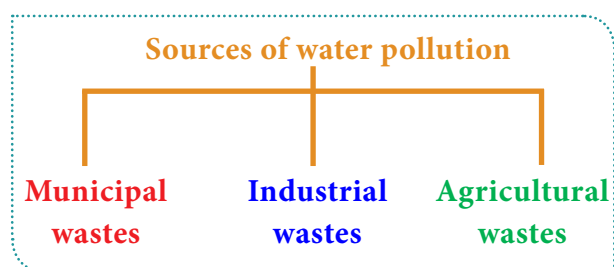 Sources of water pollution
Municipal
wastes
Industrial
wastes
Agricultural
wastes